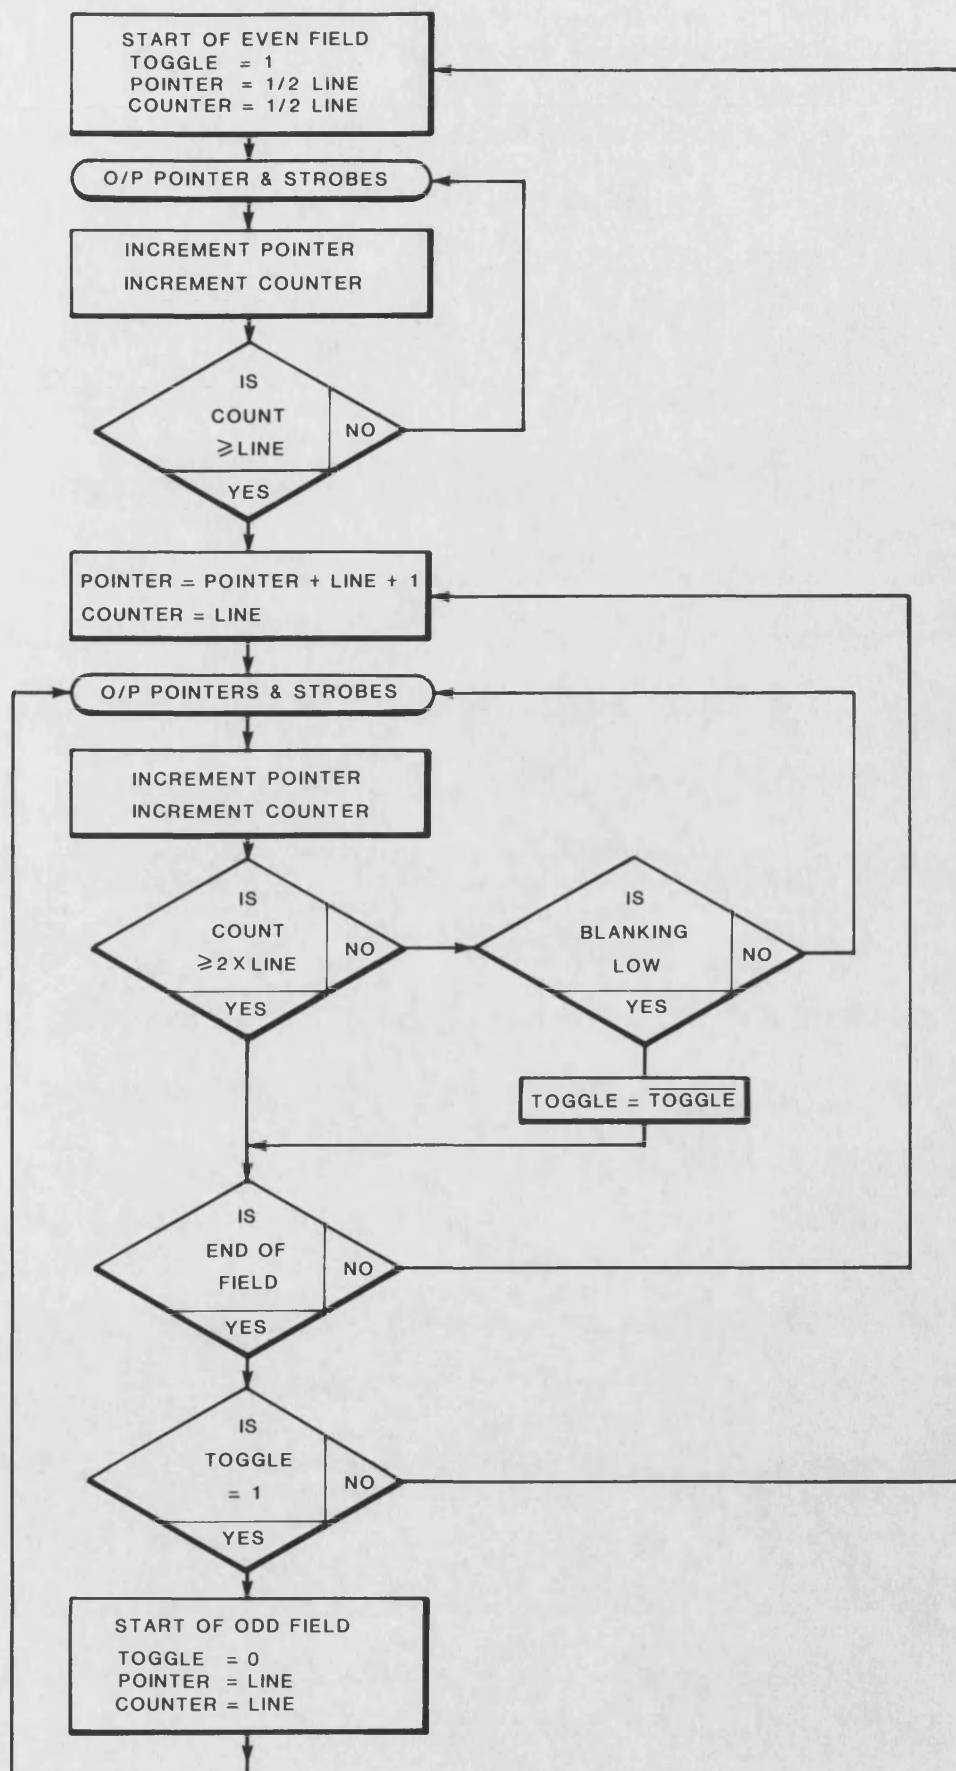 START OF EVEN FIELD
TOGGLE = 1
POINTER = 1/2 LINE
COUNTER = 1/2 LINE
O/P POINTER & STROBES
INCREMENT POINTER
INCREMENT COUNTER
IS
COUNT
⩾LINE
NO
YES
POINTER = POINTER + LINE + 1
COUNTER = LINE
O/P POINTERS & STROBES
INCREMENT POINTER
INCREMENT COUNTER
IS
COUNT
⩾2 X LINE
NO
YES
IS
BLANKING
LOW
NO
YES
TOGGLE = T̅O̅G̅G̅L̅E̅
IS
END OF
FIELD
NO
YES
IS
TOGGLE
= 1
NO
YES
START OF ODD FIELD
TOGGLE = 0
POINTER = LINE
COUNTER = LINE